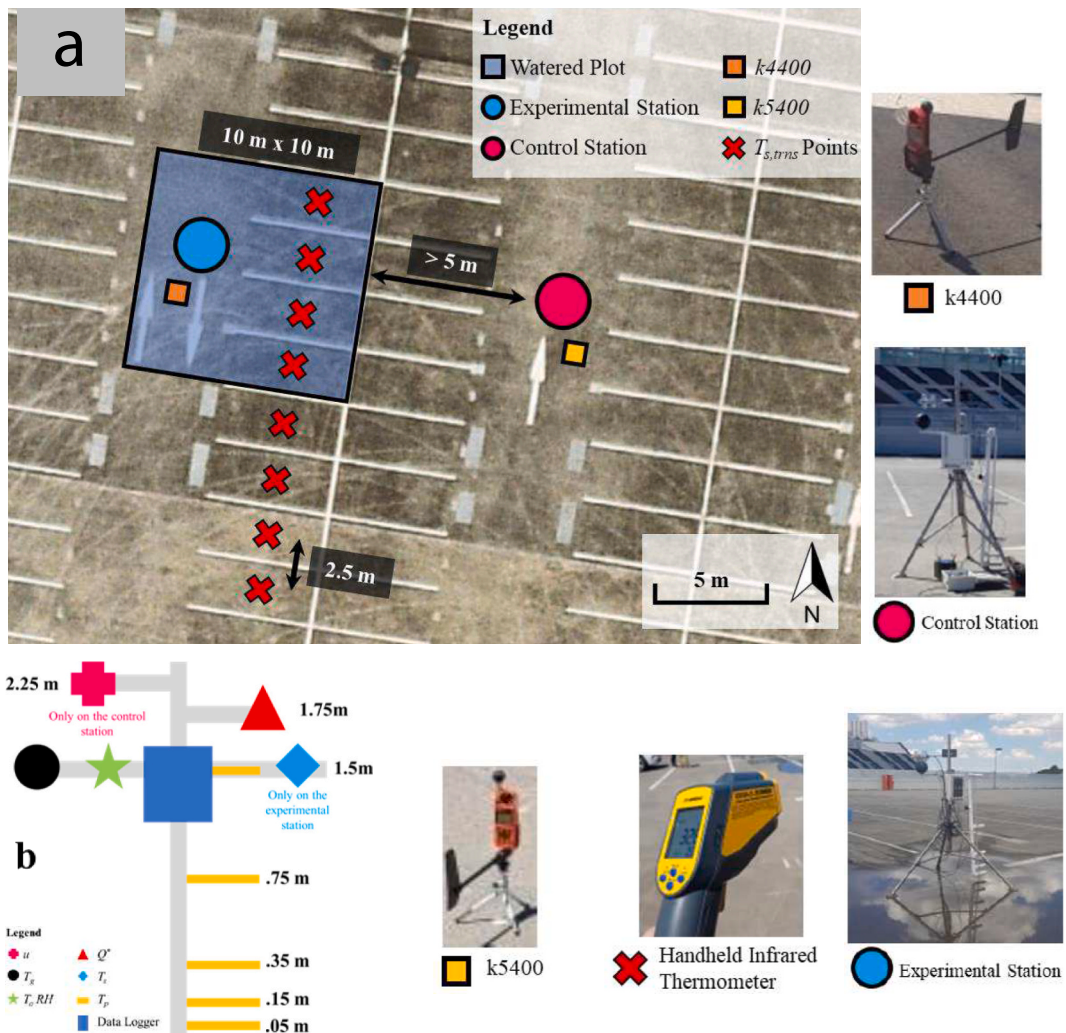 a
Legend
Watered Plot
k4400
Experimental Station
k5400
Control Station
Ts,trns Points
10 m x 10 m
> 5 m
2.5 m
5 m
N
k4400
Control Station
2.25 m
Only on the control
station
1.75m
1.5m
Only on the
experimental
station
b
.75 m
.35 m
.15 m
.05 m
Legend
u
Q*
Tg
Ts
Ta RH
Tp
Data Logger
k5400
Handheld Infrared
Thermometer
Experimental Station